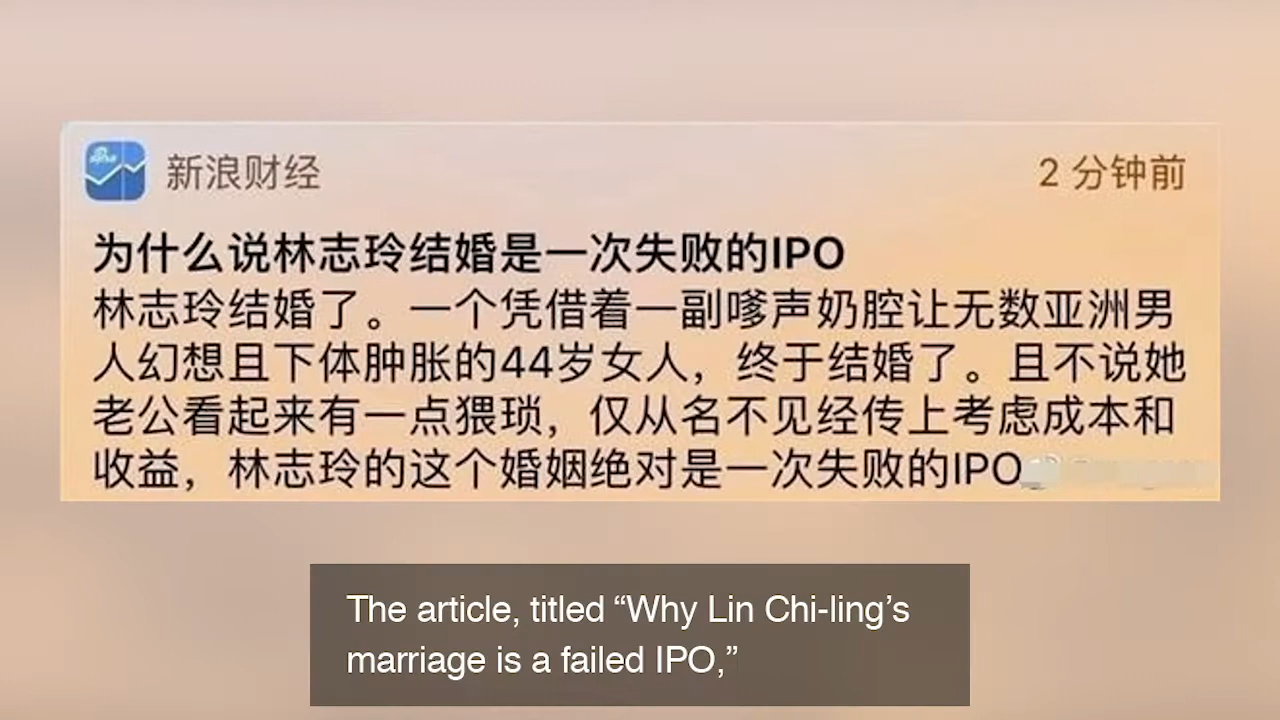 新浪财经
2 分钟前
为什么说林志玲结婚是一次失败的IPO
林志玲结婚了。一个凭借着一副嗲声奶腔让无数亚洲男
人幻想且下体肿胀的44岁女人，终于结婚了。且不说她
老公看起来有一点猥琐，仅从名不见经传上考虑成本和
收益，林志玲的这个婚姻绝对是一次失败的IPO
The article, titled “Why Lin Chi-ling’s
marriage is a failed IPO,”